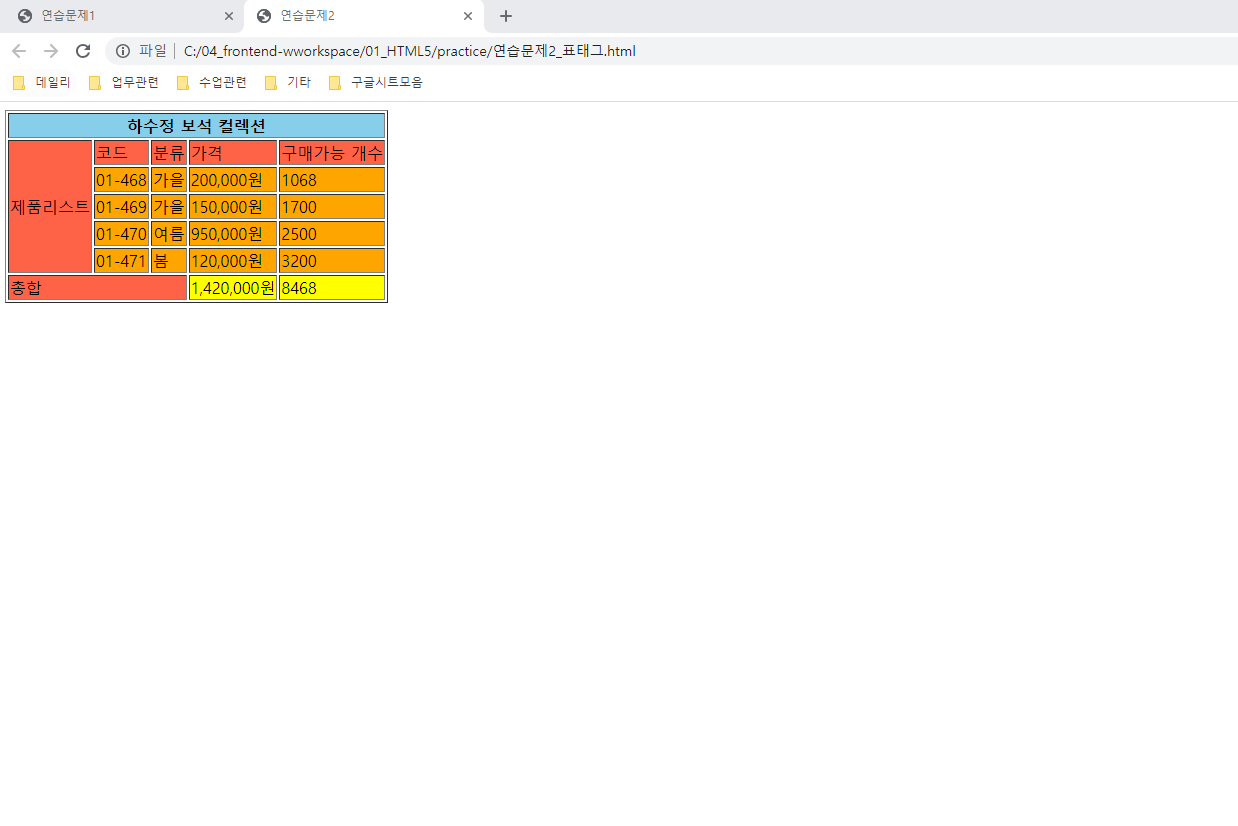 연습문제1 연습문제2
파일 C:/04_frontend-wworkspace/01_HTML5/practice/연습문제2_표태그.html
데일리 업무관련 수업관련 기타 구글시트모음
하수정 보석 컬렉션
제품리스트 코드 분류 가격 구매가능 개수
01-468 가을 200,000원 1068
01-469 가을 150,000원 1700
01-470 여름 950,000원 2500
01-471 봄 120,000원 3200
총합 1,420,000원 8468